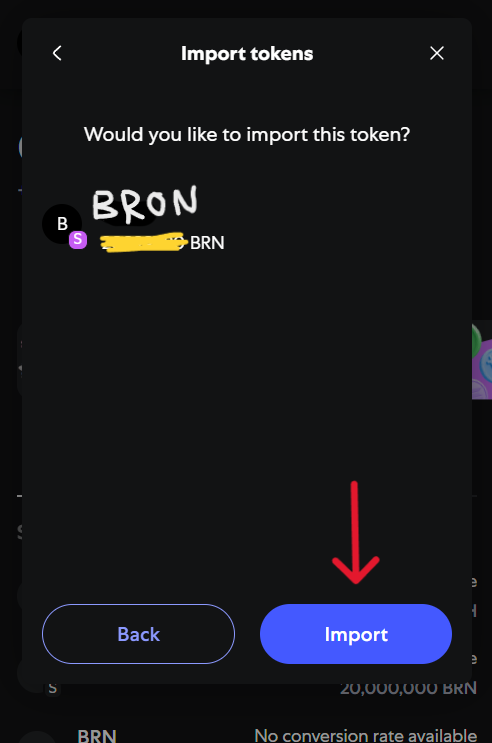 Import tokens
Would you like to import this token?
B
BRON
S
BRN
Back
Import
S
20,000,000 BRN
BRN
No conversion rate available